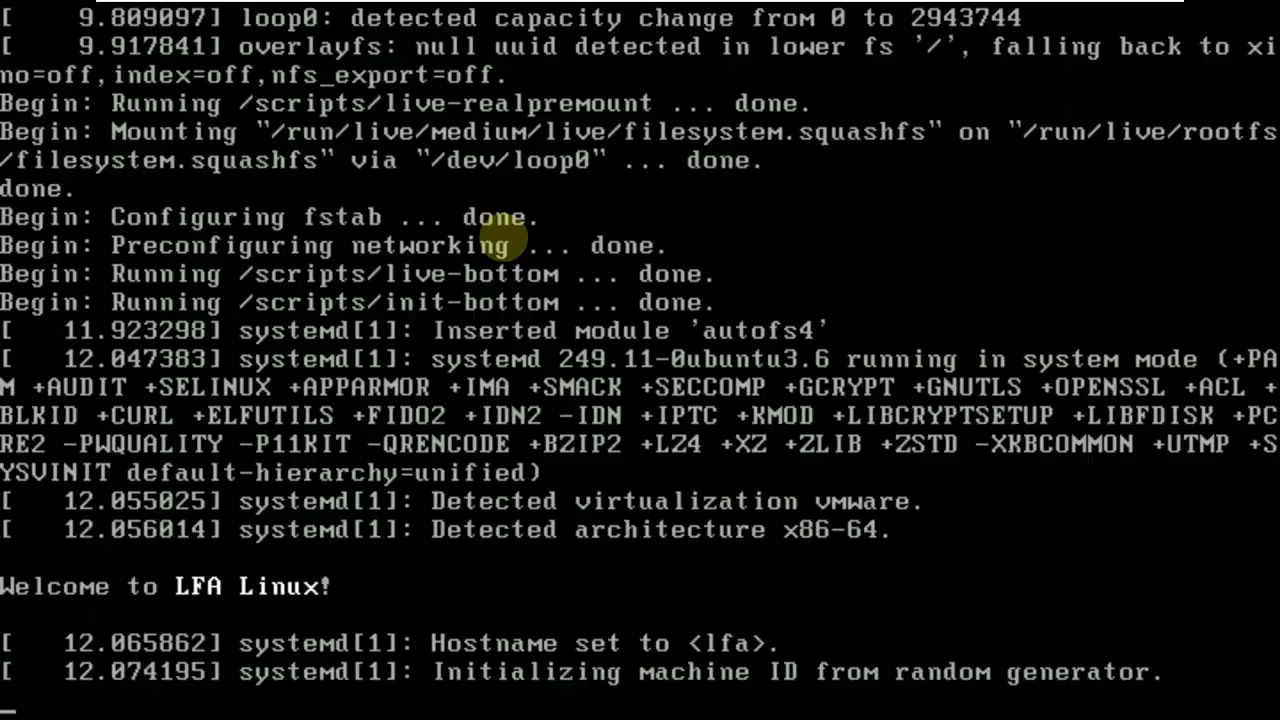 [    9.809097] loop0: detected capacity change from 0 to 2943744
[    9.917841] overlayfs: null uuid detected in lower fs '/', falling back to xi
no=off,index=off,nfs_export=off.
Begin: Running /scripts/live-realpremount ... done.
Begin: Mounting "/run/live/medium/live/filesystem.squashfs" on "/run/live/rootfs
/filesystem.squashfs" via "/dev/loop0" ... done.
done.
Begin: Configuring fstab ... done.
Begin: Preconfiguring networking ... done.
Begin: Running /scripts/live-bottom ... done.
Begin: Running /scripts/init-bottom ... done.
[   11.923298] systemd[1]: Inserted module 'autofs4'
[   12.047383] systemd[1]: systemd 249.11-0ubuntu3.6 running in system mode (+PA
M +AUDIT +SELINUX +APPARMOR +IMA +SMACK +SECCOMP +GCRYPT +GNUTLS +OPENSSL +ACL +
BLKID +CURL +ELFUTILS +FIDO2 +IDN2 -IDN +IPTC +KMOD +LIBCRYPTSETUP +LIBFDISK +PC
RE2 -PWQUALITY -P11KIT -QRENCODE +BZIP2 +LZ4 +XZ +ZLIB +ZSTD -XKBCOMMON +UTMP +S
YSVINIT default-hierarchy=unified)
[   12.055025] systemd[1]: Detected virtualization vmware.
[   12.056014] systemd[1]: Detected architecture x86-64.
Welcome to LFA Linux!
[   12.065862] systemd[1]: Hostname set to <lfa>.
[   12.074195] systemd[1]: Initializing machine ID from random generator.